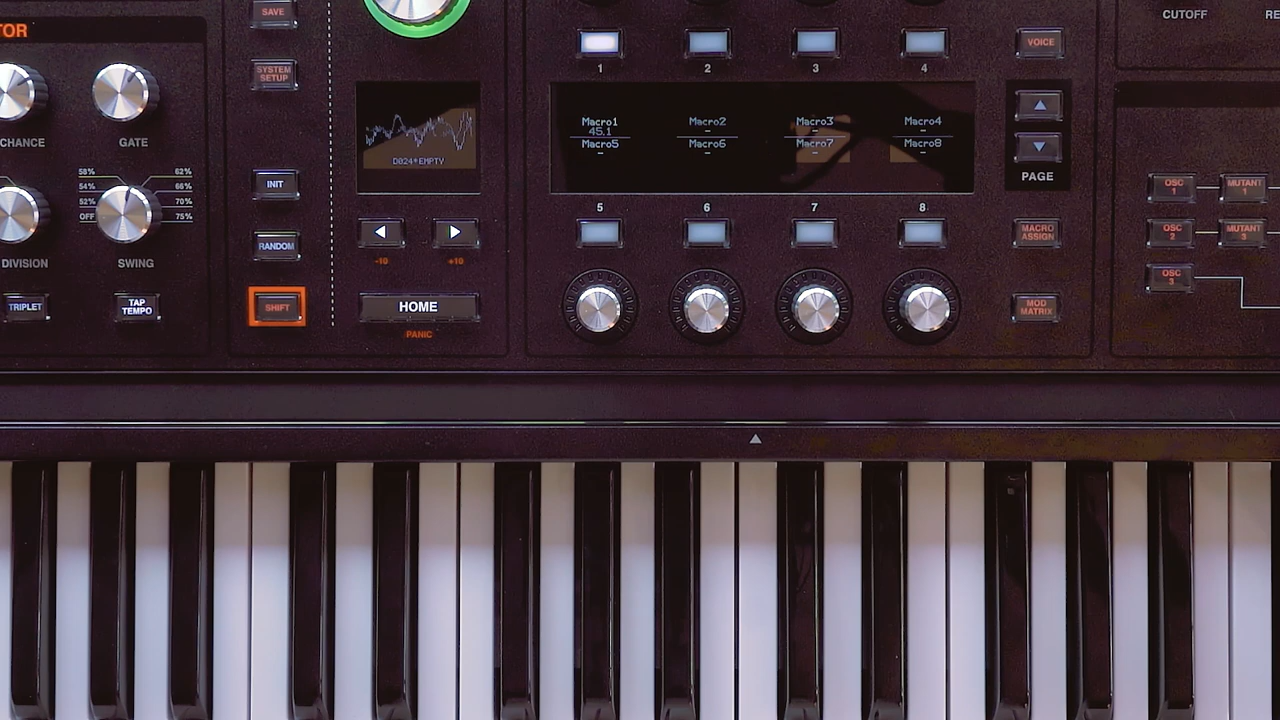 TOR
CHANCE
GATE
58% 62%
54% 66%
52% 70%
OFF 75%
DIVISION
SWING
TRIPLET
TAP
TEMPO
SAVE
SYSTEM
SETUP
INIT
RANDOM
SHIFT
D024*EMPTY
-10 +10
HOME
PANIC
1 2 3 4
Macro1 Macro2 Macro3 Macro4
45.1 - - -
Macro5 Macro6 Macro7 Macro8
- - - -
5 6 7 8
VOICE
PAGE
MACRO
ASSIGN
MOD
MATRIX
CUTOFF
RE
OSC
1
MUTANT
1
OSC
2
MUTANT
3
OSC
3